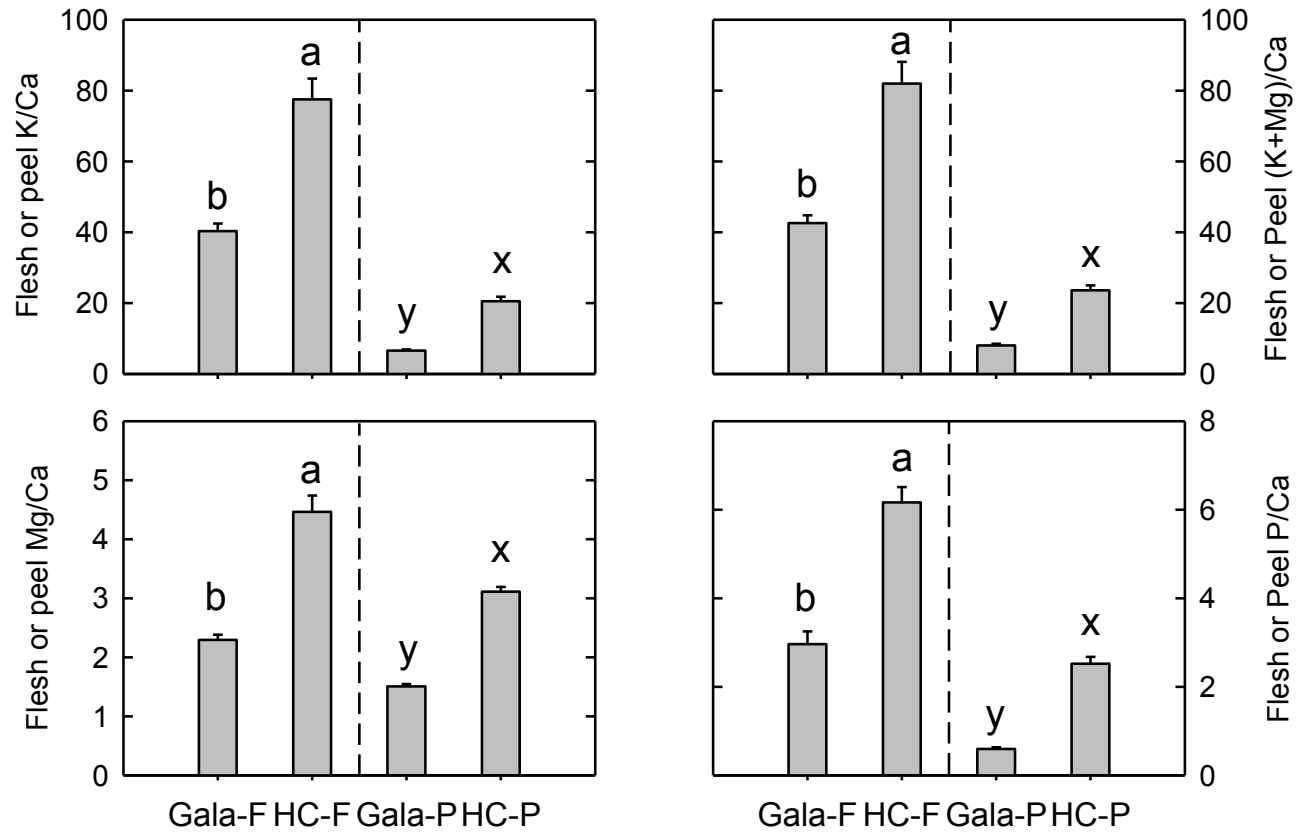 Flesh or peel K/Ca
100
80
60
40
20
0
b
a
y
x
Flesh or Peel (K+Mg)/Ca
100
80
60
40
20
0
b
a
y
x
Flesh or peel Mg/Ca
6
5
4
3
2
1
0
b
a
y
x
Gala-F HC-F Gala-P HC-P
Flesh or Peel P/Ca
8
6
4
2
0
b
a
y
x
Gala-F HC-F Gala-P HC-P